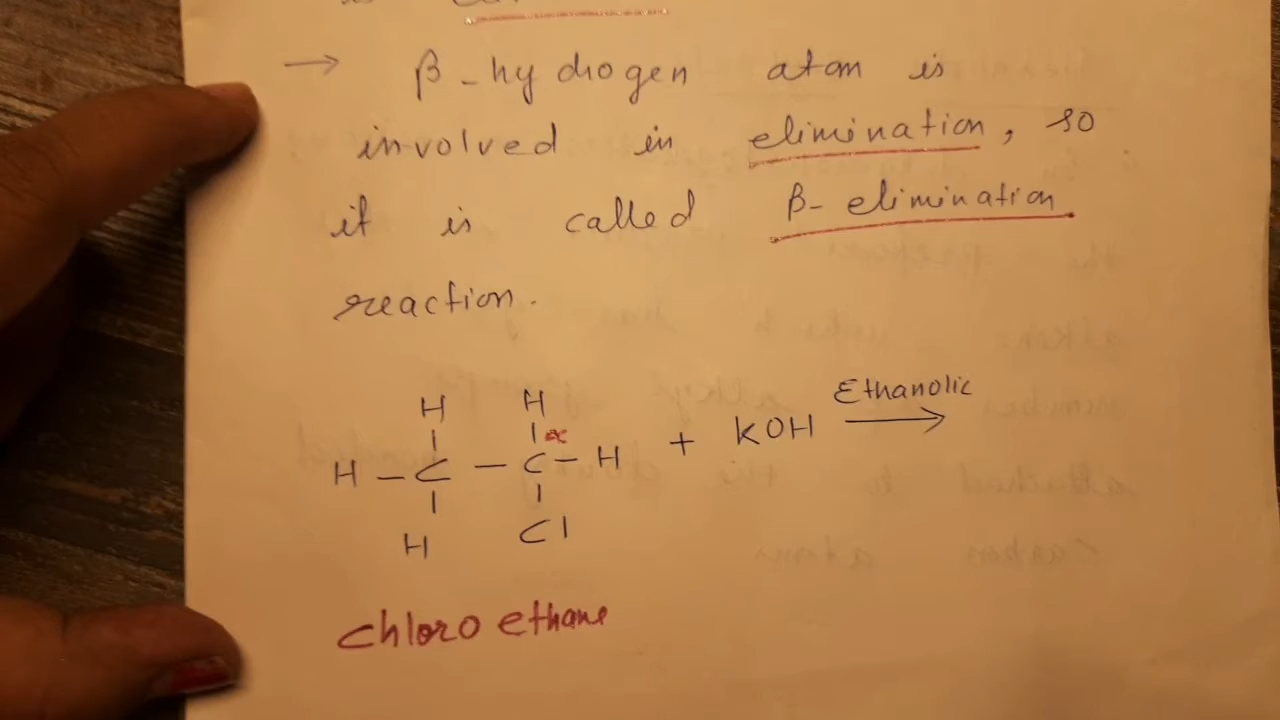 → β-hydrogen atom is
involved in elimination, so
it is called β-elimination
reaction.
H H
H - C - C - H + KOH Ethanolic →
α
H Cl
chloro ethane